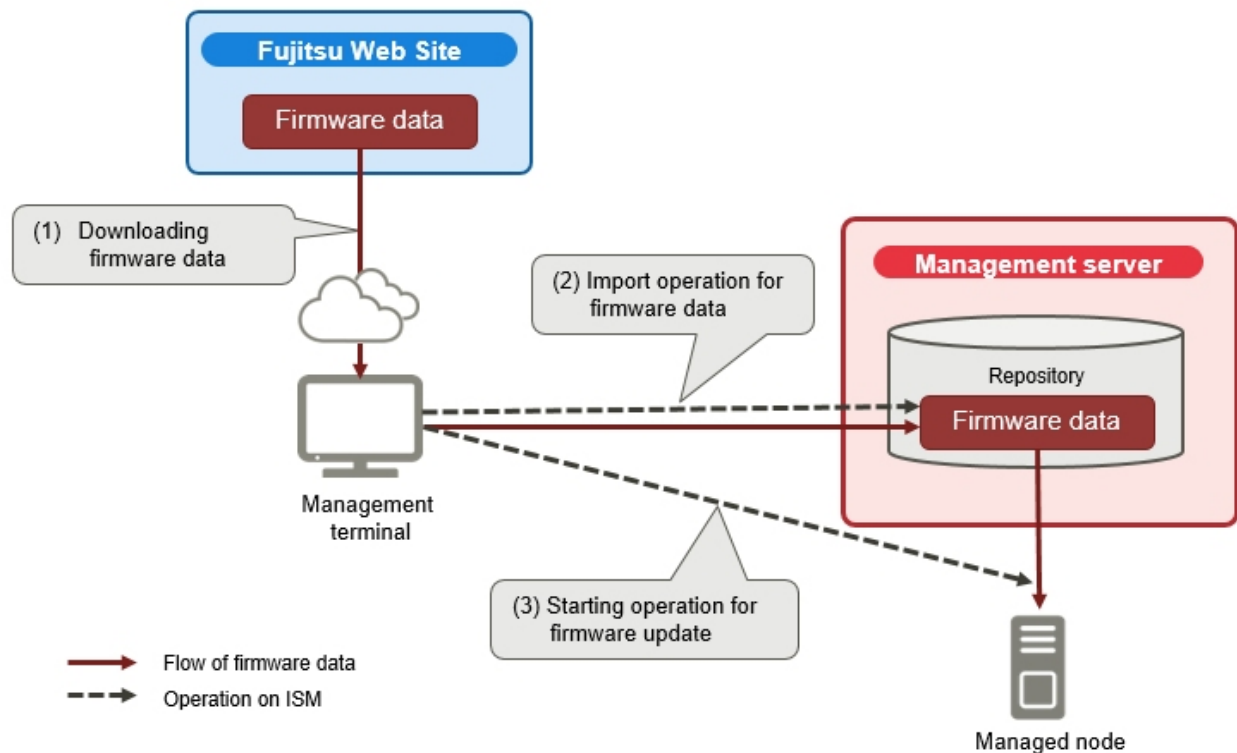 Fujitsu Web Site
Firmware data
(1) Downloading
firmware data
Management server
(2) Import operation for
firmware data
Repository
Firmware data
Management
terminal
(3) Starting operation for
firmware update
Flow of firmware data
Operation on ISM
Managed node